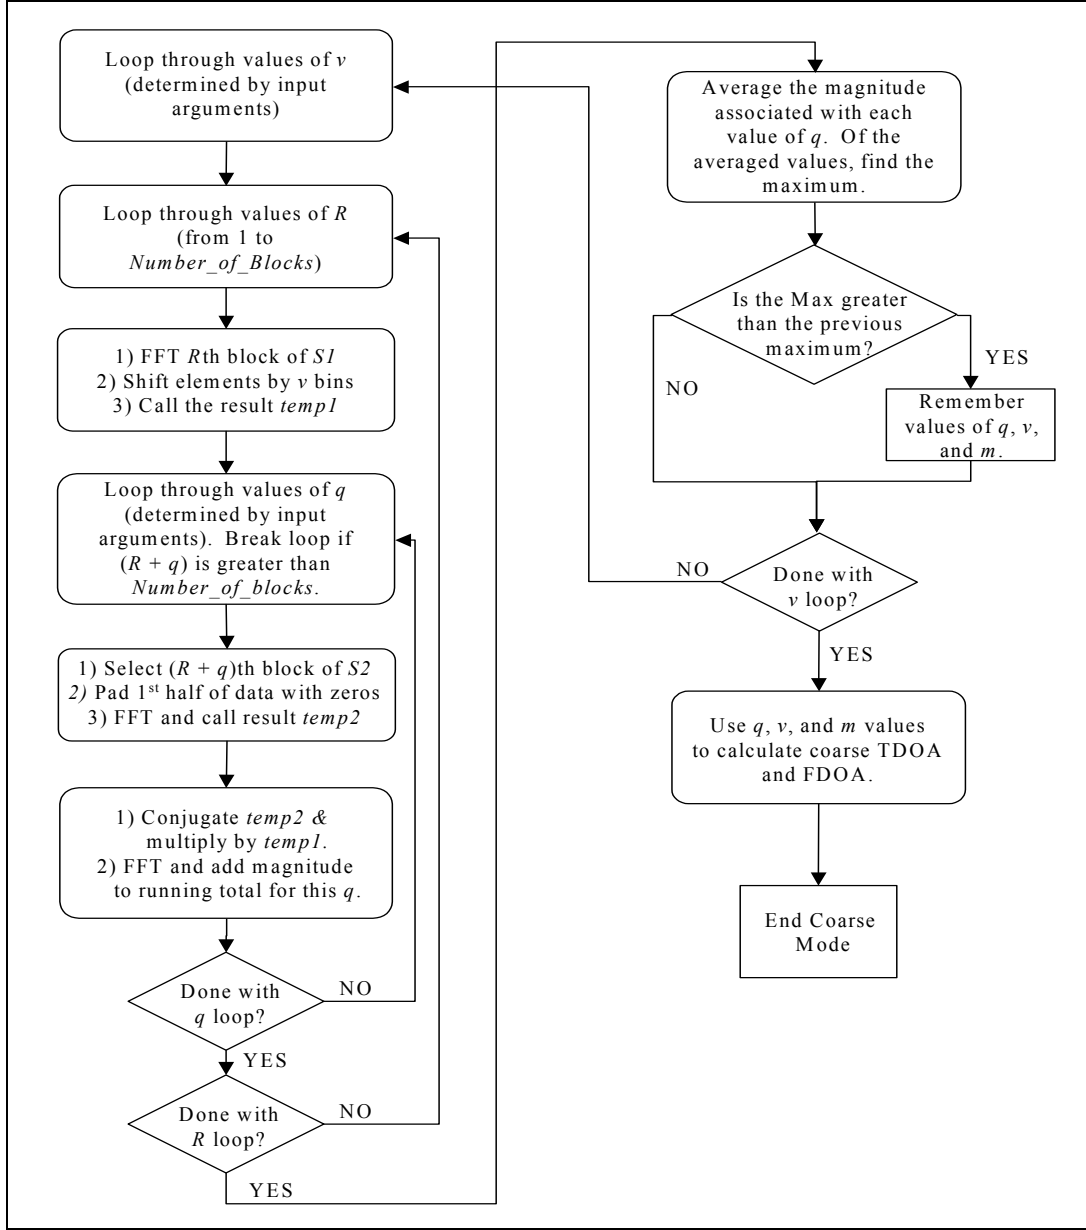 Loop through values of v
(determined by input
arguments)
Loop through values of R
(from 1 to
Number_of_Blocks)
1) FFT Rth block of S1
2) Shift elements by v bins
3) Call the result temp1
Loop through values of q
(determined by input
arguments). Break loop if
(R + q) is greater than
Number_of_blocks.
1) Select (R + q)th block of S2
2) Pad 1st half of data with zeros
3) FFT and call result temp2
1) Conjugate temp2 &
multiply by temp1.
2) FFT and add magnitude
to running total for this q.
Done with
q loop?
NO
YES
Done with
R loop?
NO
YES
Average the magnitude
associated with each
value of q. Of the
averaged values, find the
maximum.
Is the Max greater
than the previous
maximum?
YES
NO
Remember
values of q, v,
and m.
Done with
v loop?
NO
YES
Use q, v, and m values
to calculate coarse TDOA
and FDOA.
End Coarse
Mode